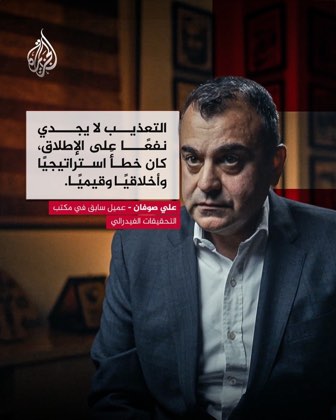 الجزيرة
التعذيب لا يجدي
نفعًا على الإطلاق،
كان خطأ استراتيجيًا
وأخلاقيًا وقيميًا.
علي صوفان - عميل سابق في مكتب
التحقيقات الفيدرالي